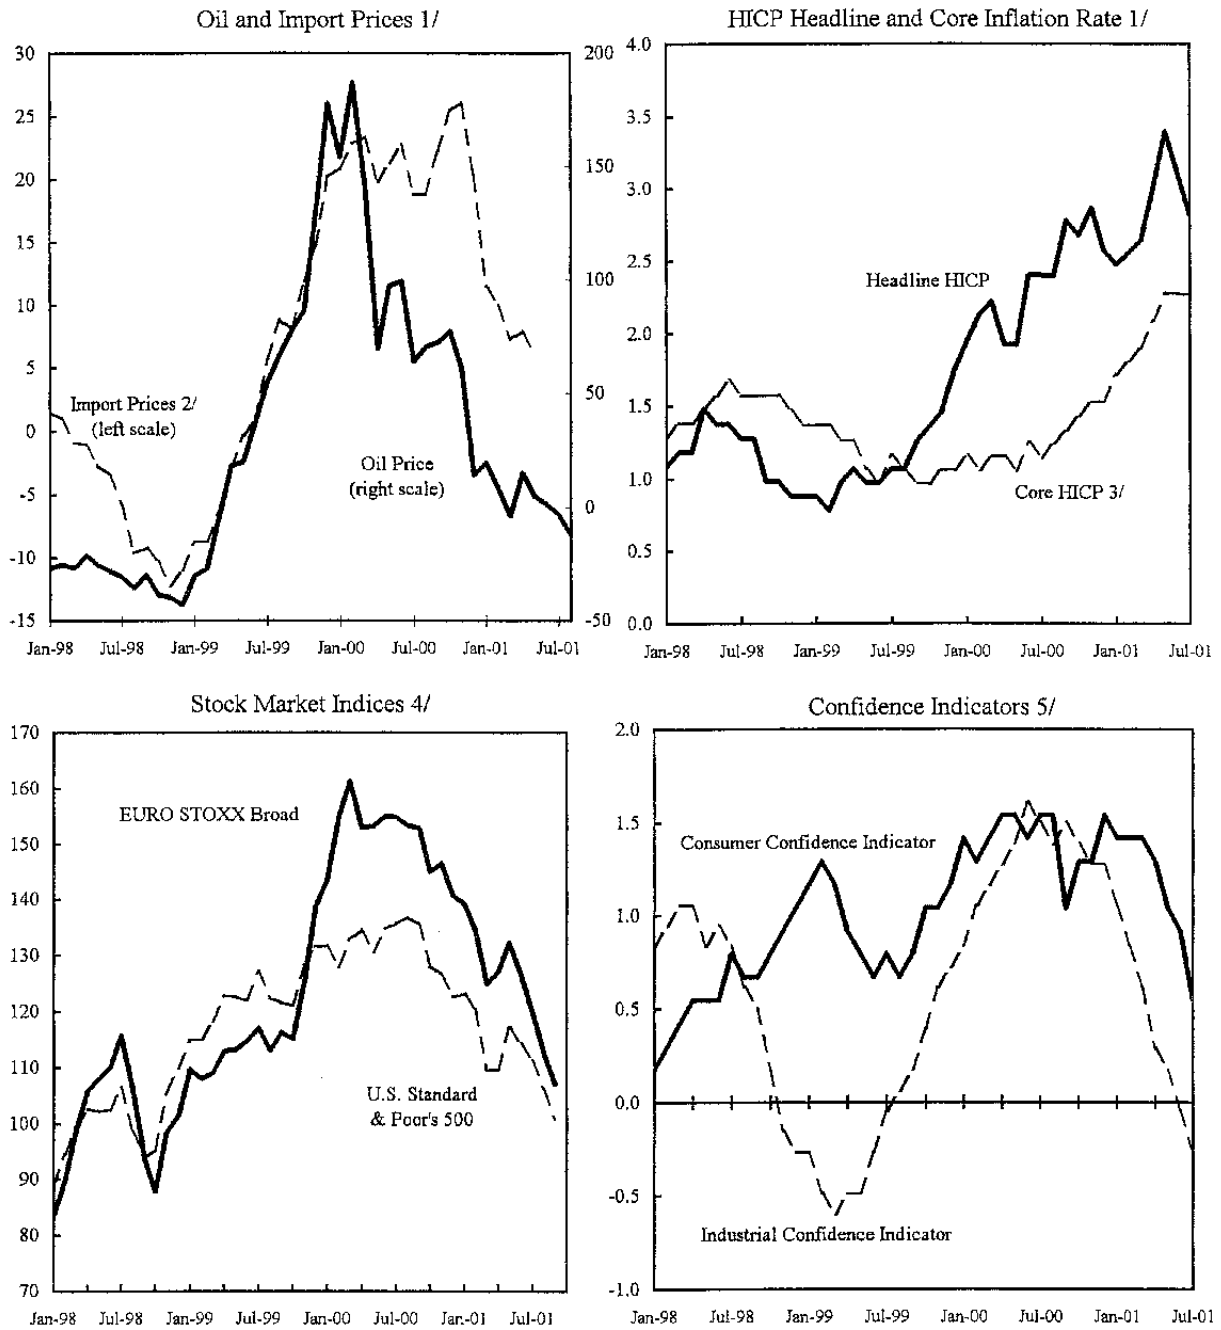 Oil and Import Prices 1/
30
25
20
15
10
5
0
-5
-10
-15
200
150
100
50
0
-50
Import Prices 2/
(left scale)
Oil Price
(right scale)
Jan-98 Jul-98 Jan-99 Jul-99 Jan-00 Jul-00 Jan-01 Jul-01
HICP Headline and Core Inflation Rate 1/
4.0
3.5
3.0
2.5
2.0
1.5
1.0
0.5
0.0
Headline HICP
Core HICP 3/
Jan-98 Jul-98 Jan-99 Jul-99 Jan-00 Jul-00 Jan-01 Jul-01
Stock Market Indices 4/
170
160
150
140
130
120
110
100
90
80
70
EURO STOXX Broad
U.S. Standard
& Poor's 500
Jan-98 Jul-98 Jan-99 Jul-99 Jan-00 Jul-00 Jan-01 Jul-01
Confidence Indicators 5/
2.0
1.5
1.0
0.5
0.0
-0.5
-1.0
Consumer Confidence Indicator
Industrial Confidence Indicator
Jan-98 Jul-98 Jan-99 Jul-99 Jan-00 Jul-00 Jan-01 Jul-01